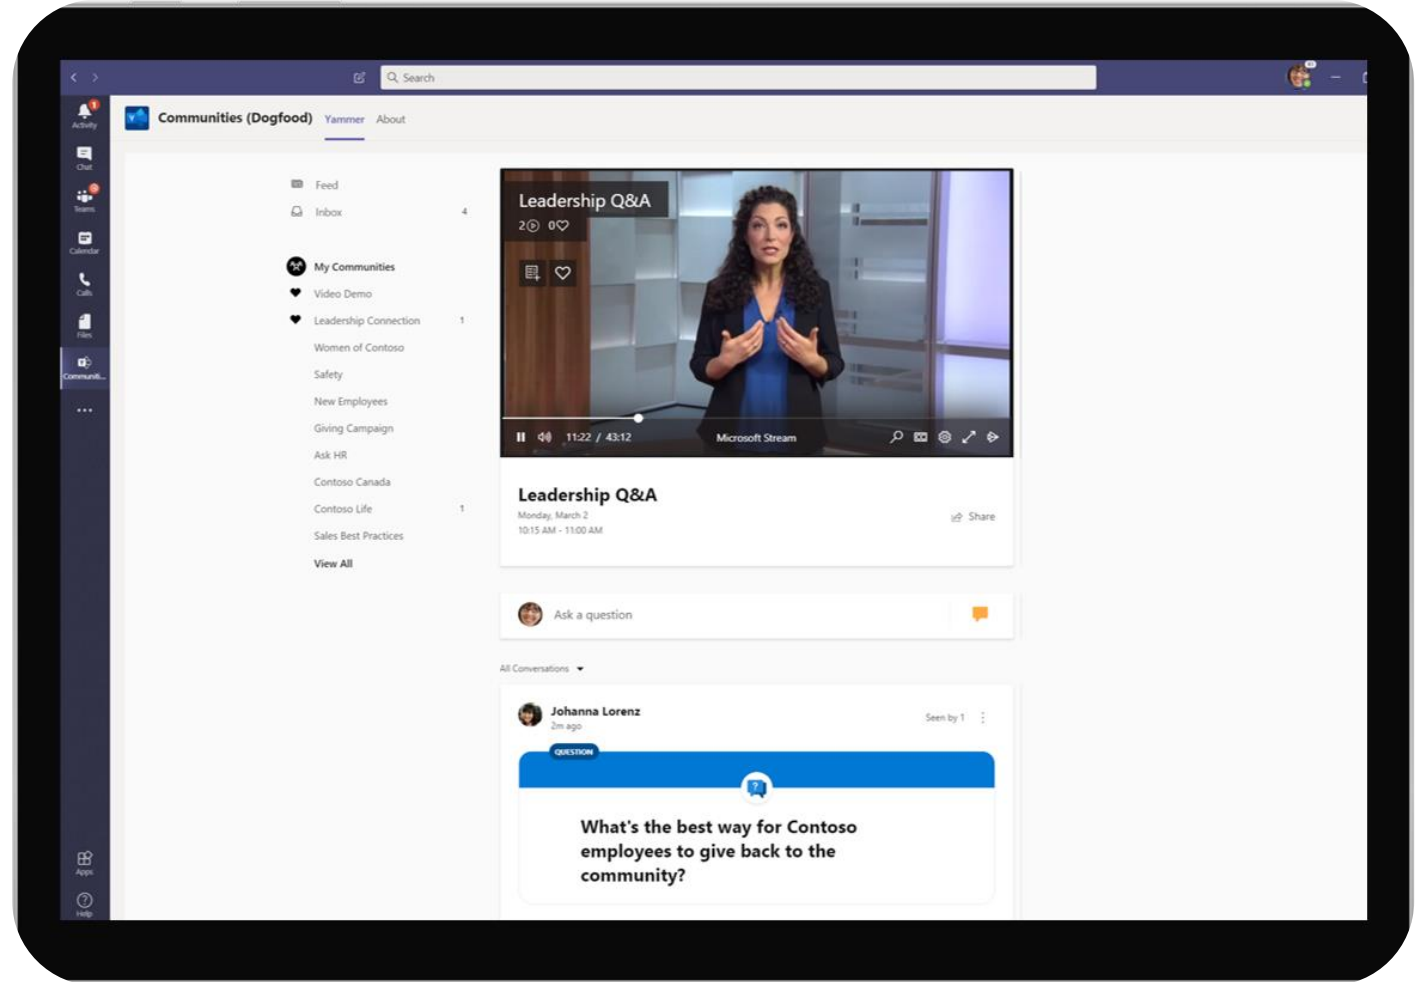 Search
Activity
1
Chat
Teams
Calendar
Calls
Files
Communiti...
Apps
Help
Communities (Dogfood) Yammer About
Feed
Inbox 4
My Communities
Video Demo
Leadership Connection 1
Women of Contoso
Safety
New Employees
Giving Campaign
Ask HR
Contoso Canada
Contoso Life 1
Sales Best Practices
View All
Leadership Q&A
2 0
11:22 / 43:12
Microsoft Stream
Leadership Q&A
Monday, March 2
10:15 AM - 11:00 AM
Share
Ask a question
All Conversations
Johanna Lorenz
2m ago
Seen by 1
QUESTION
What's the best way for Contoso
employees to give back to the
community?